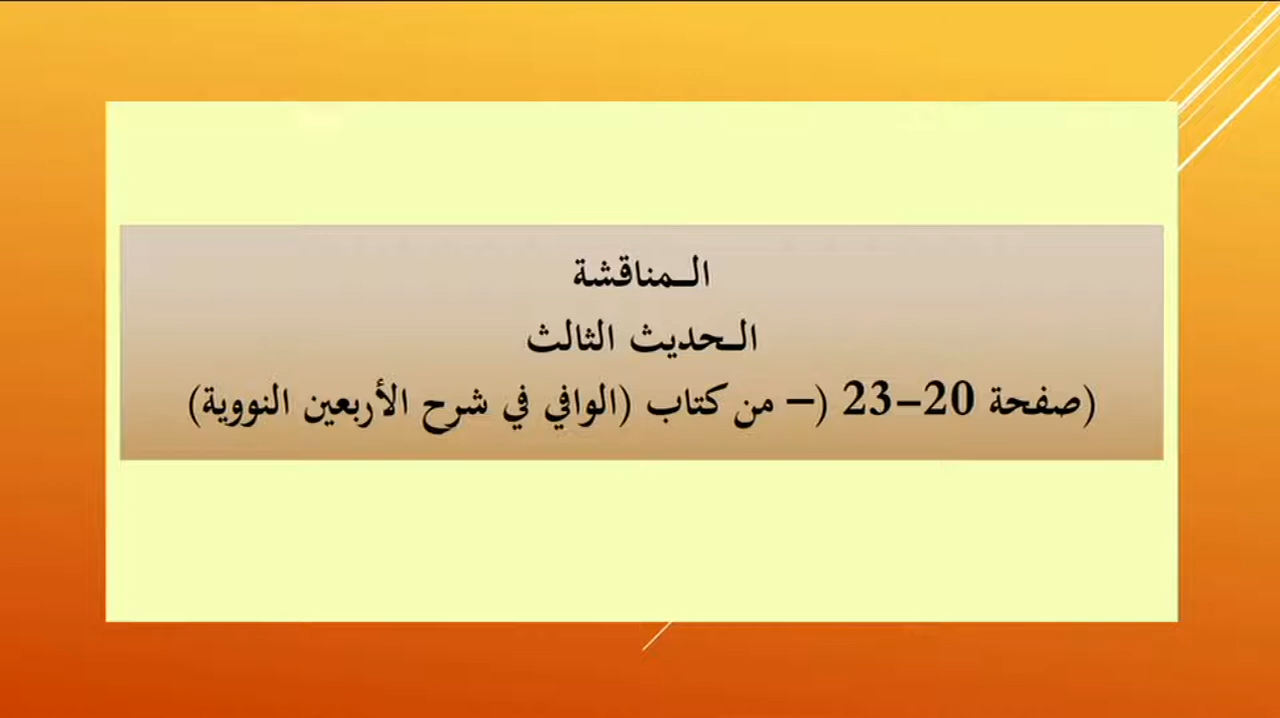 الـمناقشة
الـحديث الثالث
(صفحة 20-23 (– من كتاب (الوافي في شرح الأربعين النووية)